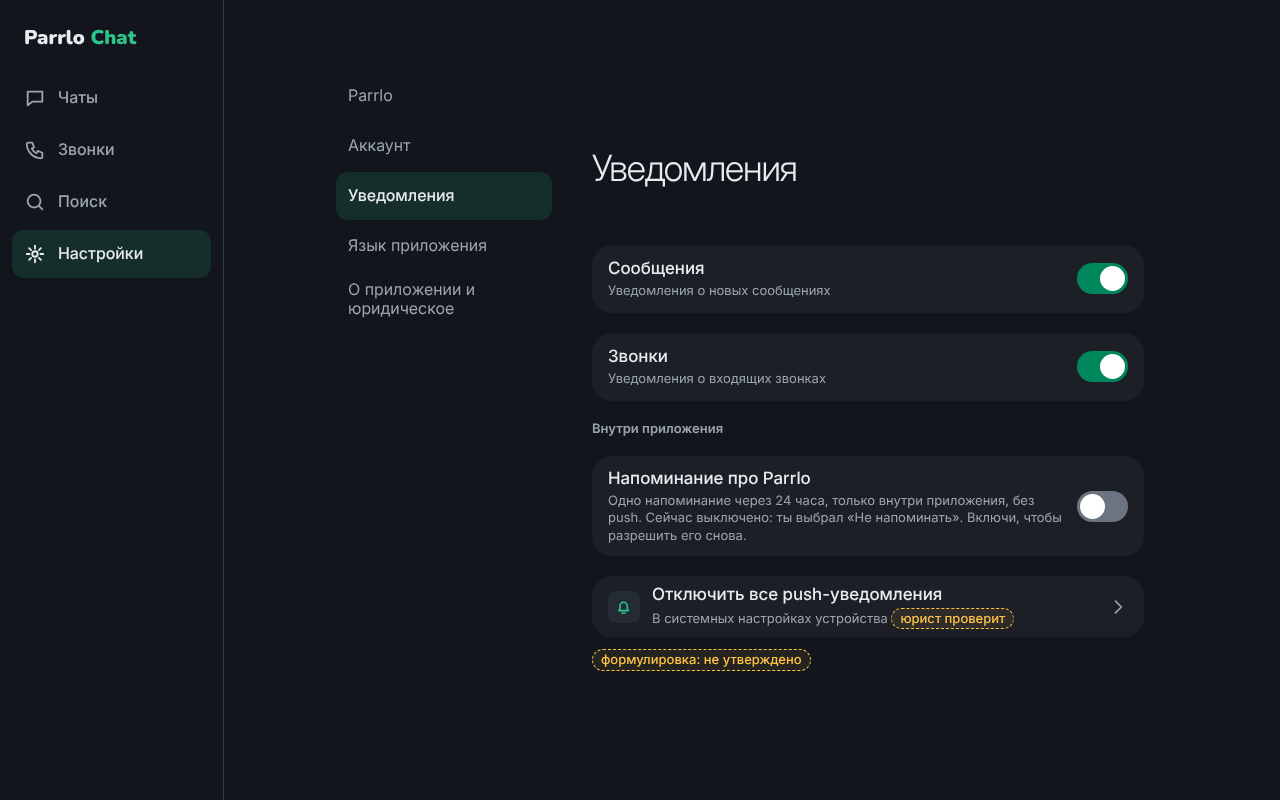 Parrlo Chat
Чаты
Звонки
Поиск
Настройки
Parrlo
Аккаунт
Уведомления
Язык приложения
О приложении и
юридическое
Уведомления
Сообщения
Уведомления о новых сообщениях
Звонки
Уведомления о входящих звонках
Внутри приложения
Напоминание про Parrlo
Одно напоминание через 24 часа, только внутри приложения, без
push. Сейчас выключено: ты выбрал «Не напоминать». Включи, чтобы
разрешить его снова.
Отключить все push-уведомления
В системных настройках устройства юрист проверит
формулировка: не утверждено